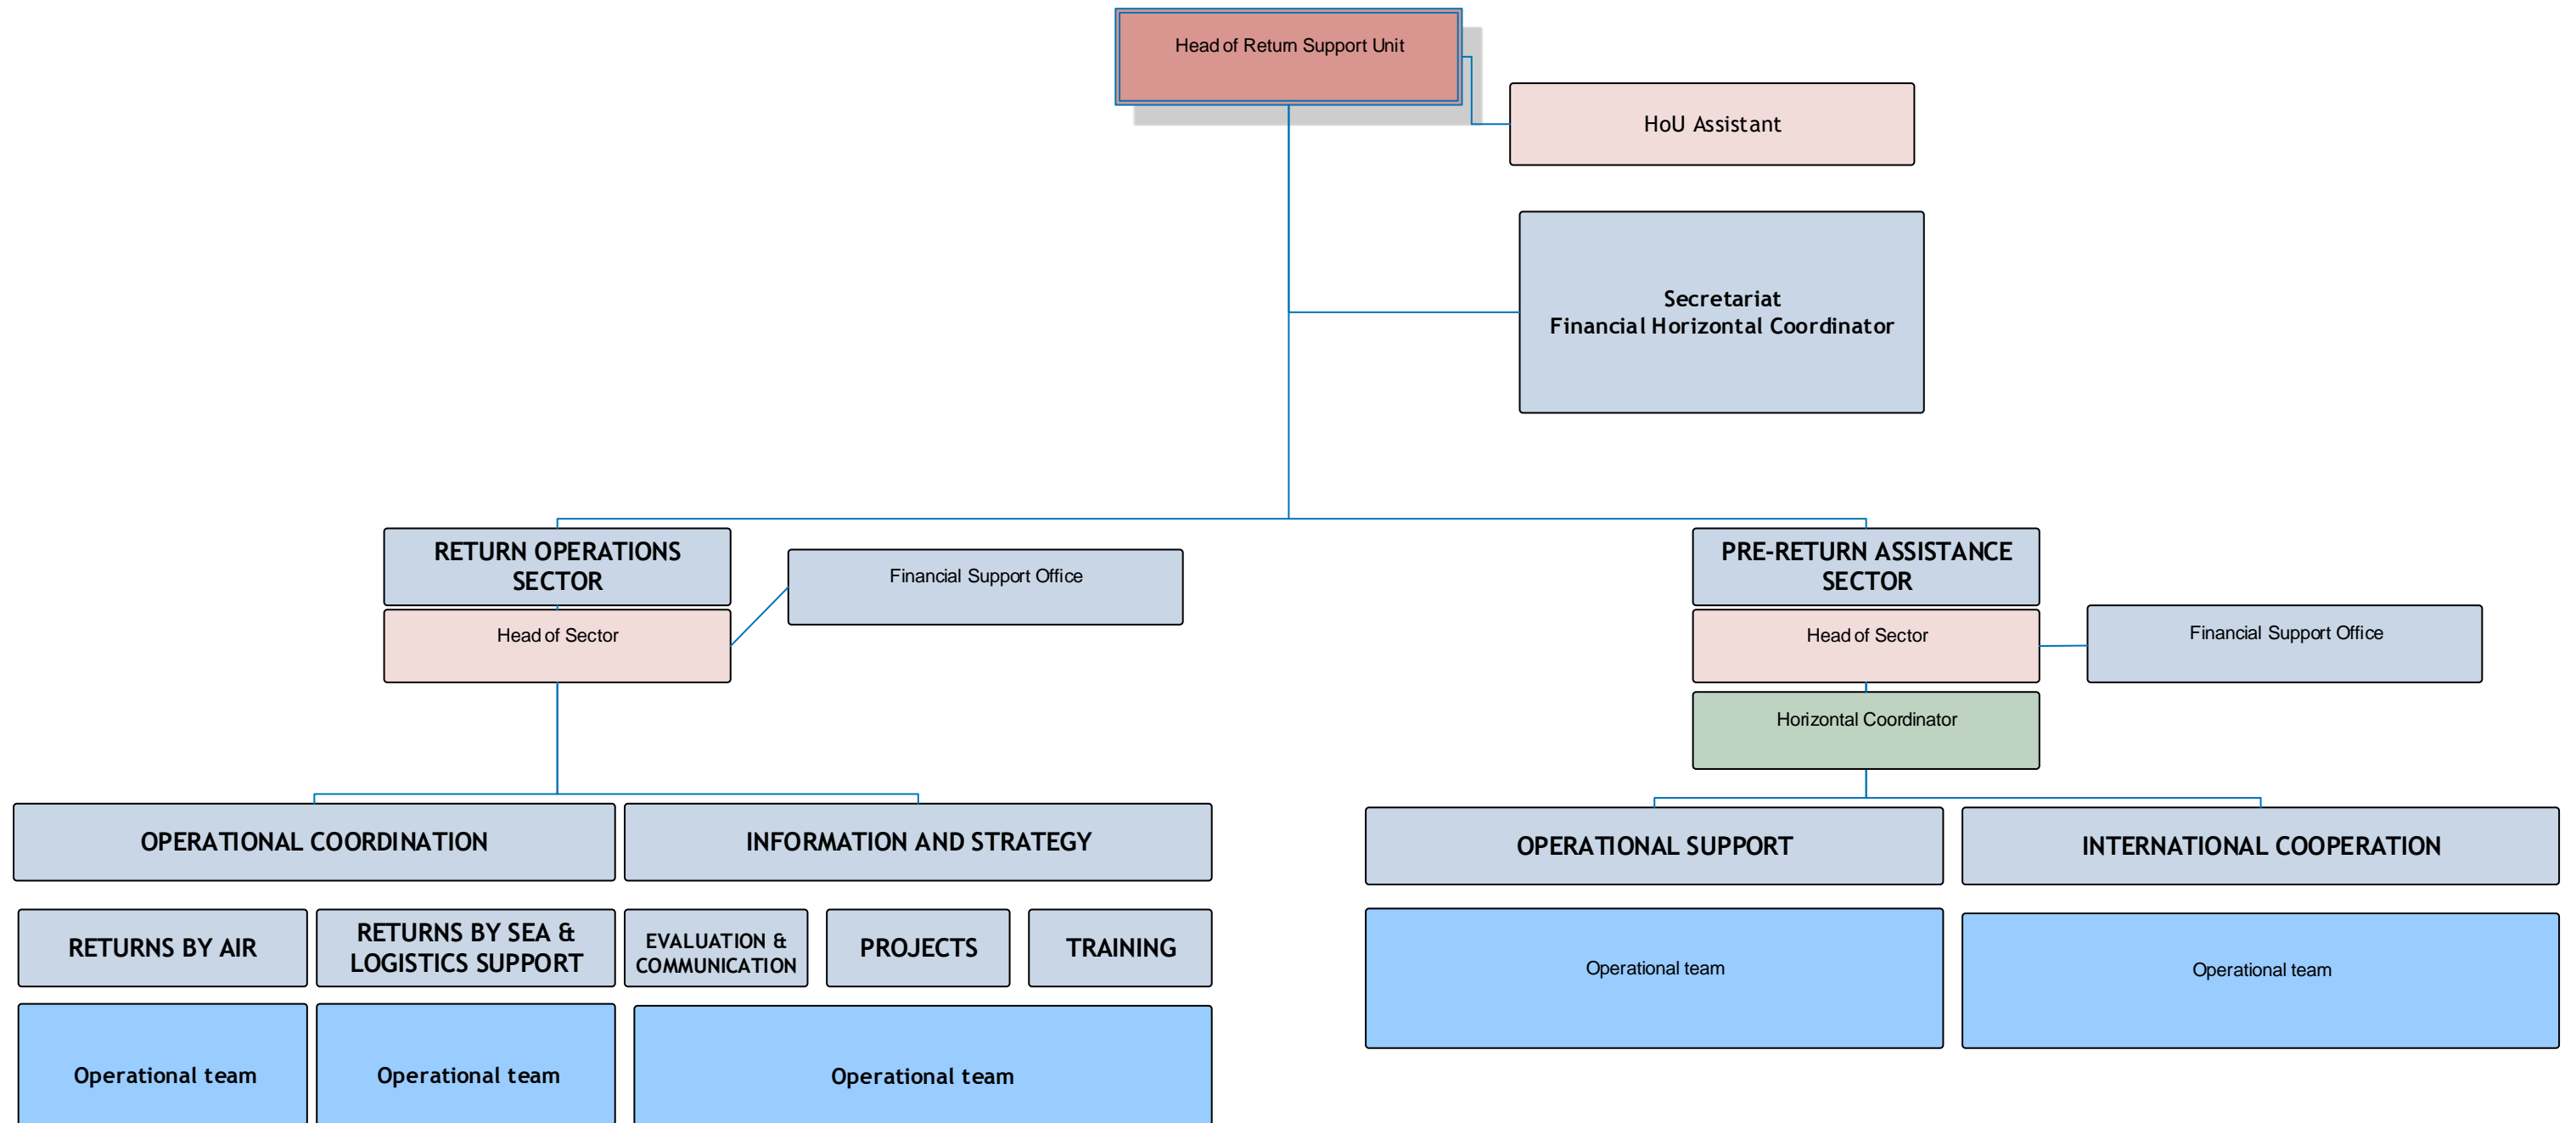 Head of Return Support Unit
HoU Assistant
Secretariat
Financial Horizontal Coordinator
RETURN OPERATIONS
SECTOR
Head of Sector
Financial Support Office
PRE-RETURN ASSISTANCE
SECTOR
Head of Sector
Financial Support Office
Horizontal Coordinator
OPERATIONAL COORDINATION
INFORMATION AND STRATEGY
OPERATIONAL SUPPORT
INTERNATIONAL COOPERATION
RETURNS BY AIR
RETURNS BY SEA &
LOGISTICS SUPPORT
EVALUATION &
COMMUNICATION
PROJECTS
TRAINING
Operational team
Operational team
Operational team
Operational team
Operational team